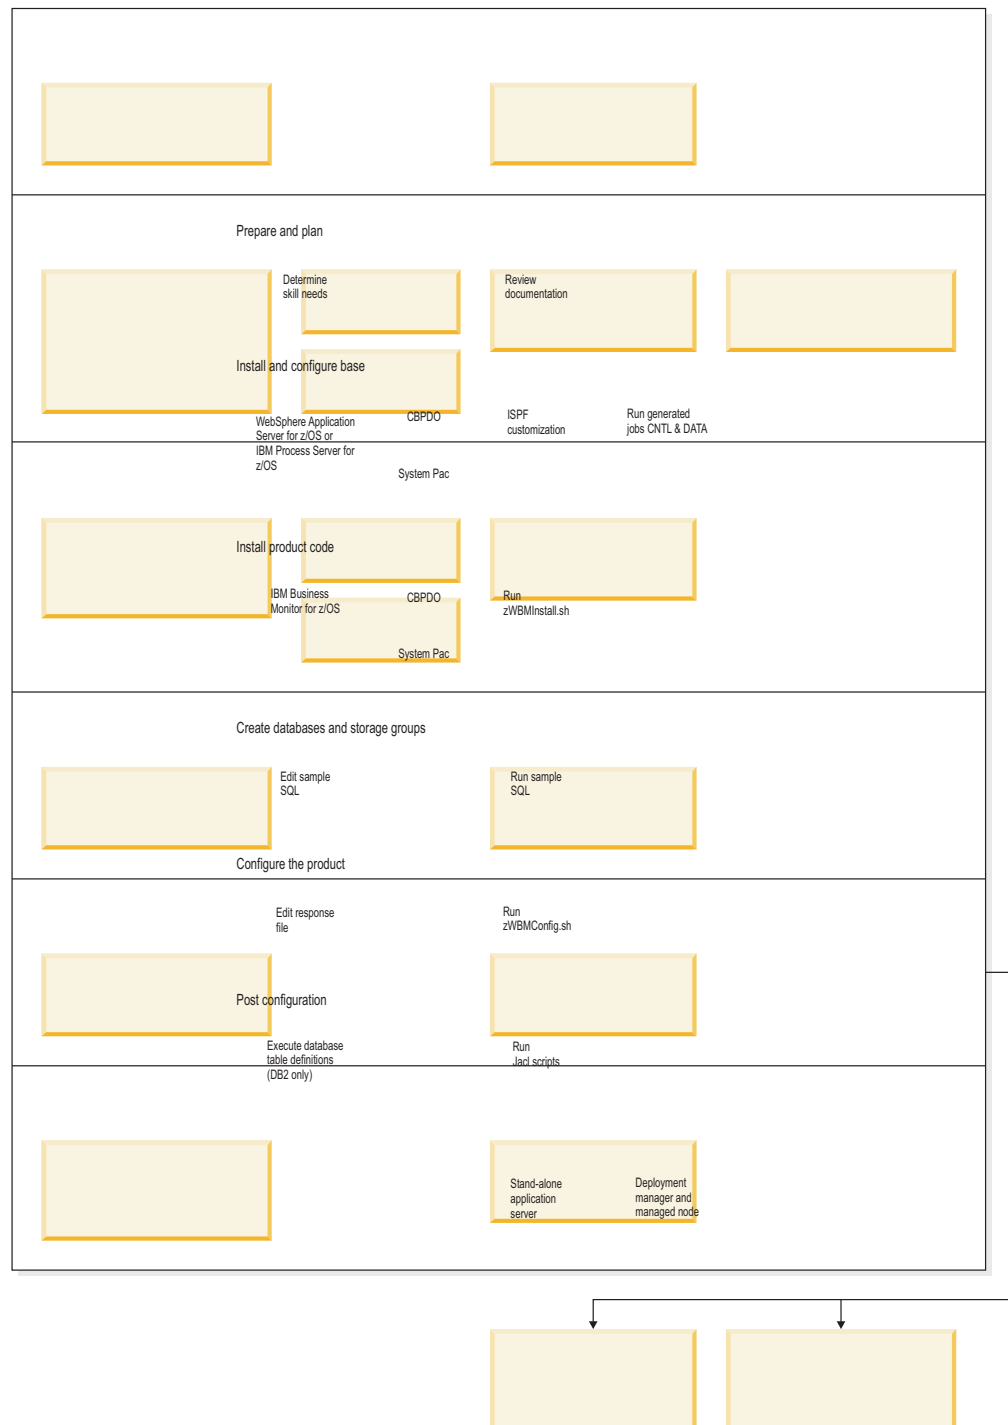 Prepare and plan
Determine
skill needs
Review
documentation
Install and configure base
WebSphere Application
Server for z/OS or
IBM Process Server for
z/OS
CBPDO
System Pac
ISPF
customization
Run generated
jobs CNTL & DATA
Install product code
IBM Business
Monitor for z/OS
CBPDO
System Pac
Run
zWBMInstall.sh
Create databases and storage groups
Edit sample
SQL
Run sample
SQL
Configure the product
Edit response
file
Run
zWBMConfig.sh
Post configuration
Execute database
table definitions
(DB2 only)
Run
Jacl scripts
Stand-alone
application
server
Deployment
manager and
managed node